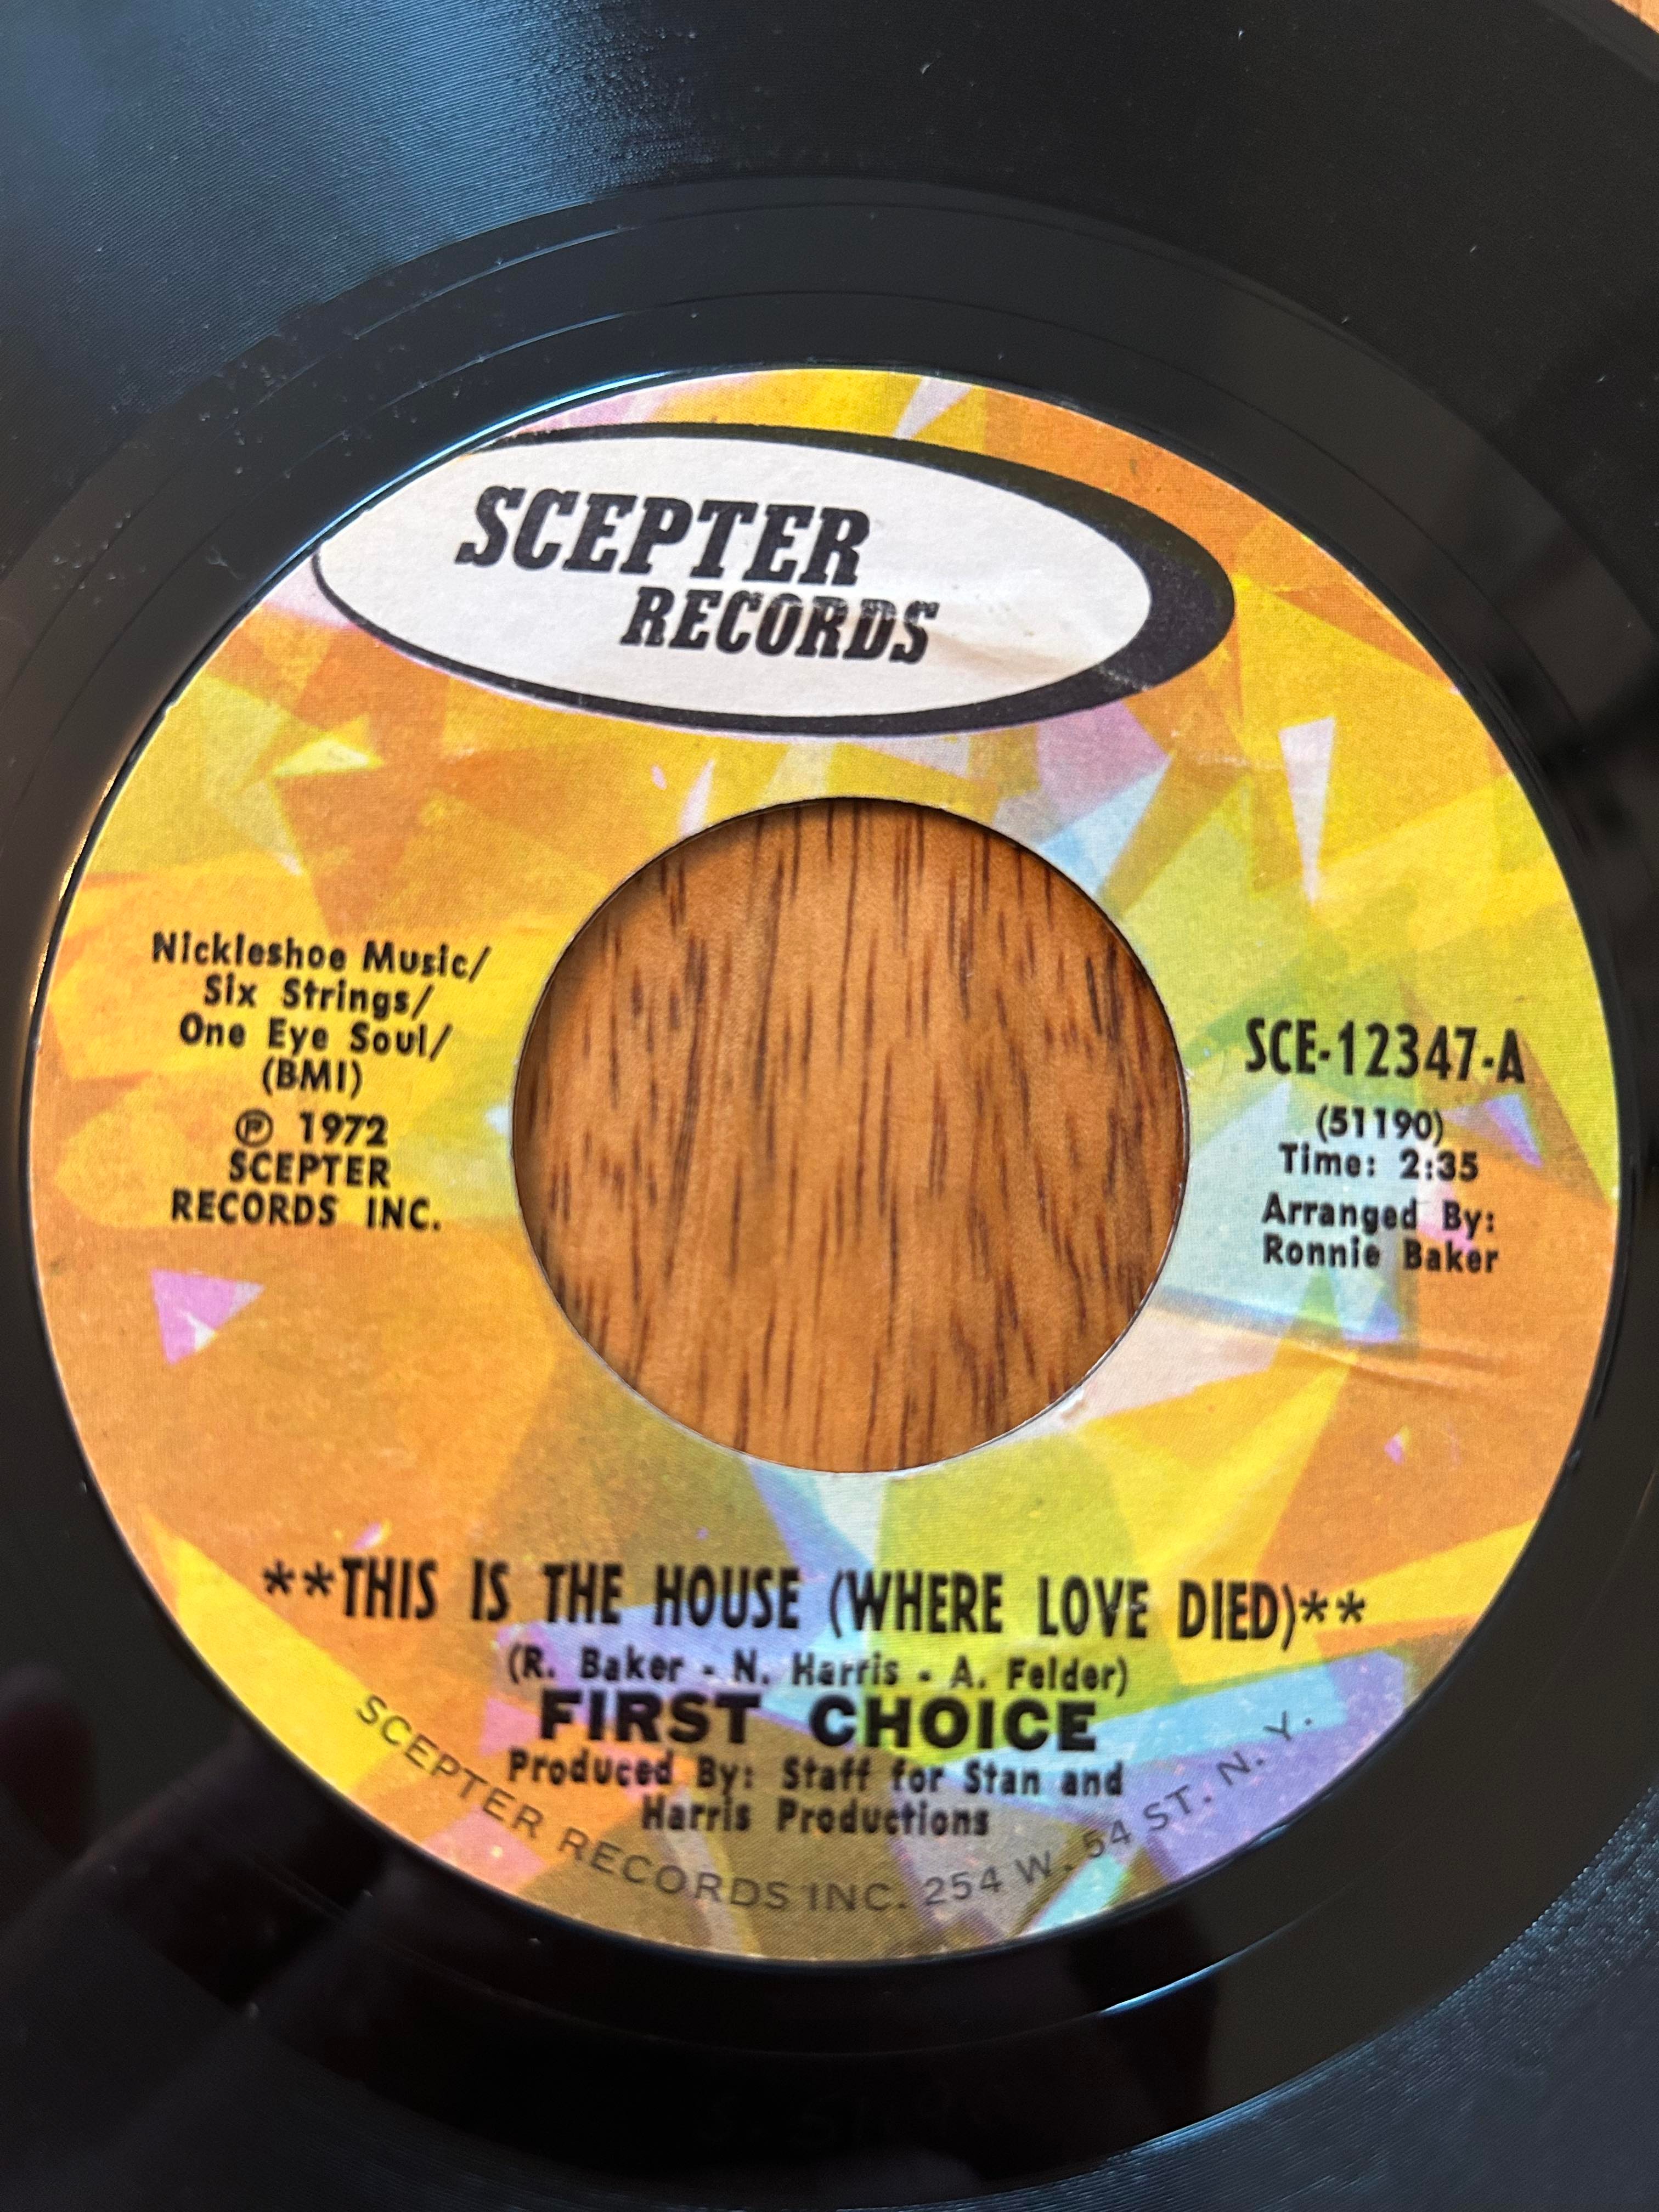 SCEPTER
RECORDS
Nickleshoe Music/
Six Strings/
One Eye Soul/
(BMI)
℗ 1972
SCEPTER
RECORDS INC.
SCE-12347-A
(51190)
Time: 2:35
Arranged By:
Ronnie Baker
**THIS IS THE HOUSE (WHERE LOVE DIED)**
(R. Baker - N. Harris - A. Felder)
FIRST CHOICE
Produced By: Staff for Stan and
Harris Productions
SCEPTER RECORDS INC. 254 W. 54 ST. N. Y.